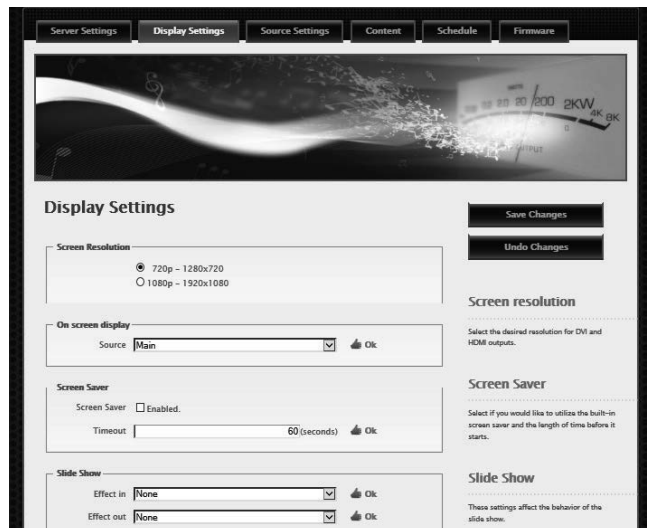 Server Settings
Display Settings
Source Settings
Content
Schedule
Firmware
20 200 2KW
4K
8K
Display Settings
Save Changes
Undo Changes
Screen Resolution
720p - 1280x720
1080p - 1920x1080
Screen resolution
Select the desired resolution for DVI and
HDMI outputs.
On screen display
Source Main Ok
Screen Saver
Screen Saver Enabled.
Timeout 60 (seconds) Ok
Screen Saver
Select if you would like to utilize the built-in
screen saver and the length of time before it
starts.
Slide Show
Effect in None Ok
Effect out None Ok
Slide Show
These settings affect the behavior of the
slide show.